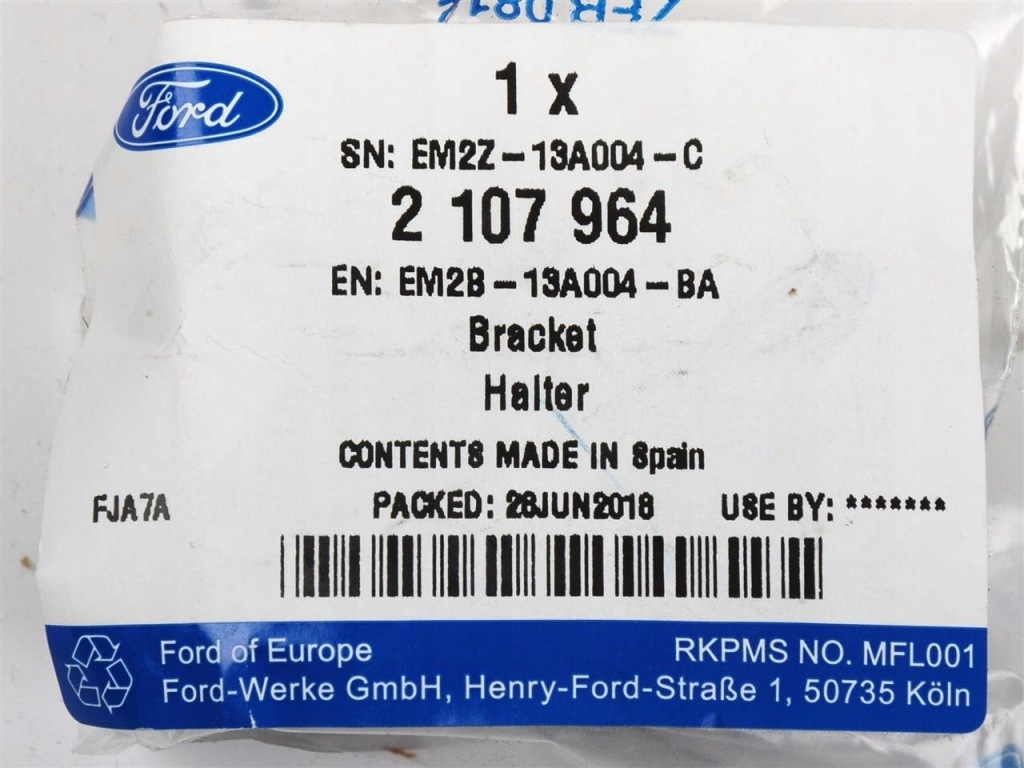 Ford
1 x
SN: EM2Z-13A004-C
2 107 964
EN: EM2B-13A004-BA
Bracket
Halter
CONTENTS MADE IN Spain
FJA7A PACKED: 26JUN2018 USE BY: *******
Ford of Europe RKPMS NO. MFL001
Ford-Werke GmbH, Henry-Ford-Straße 1, 50735 Köln